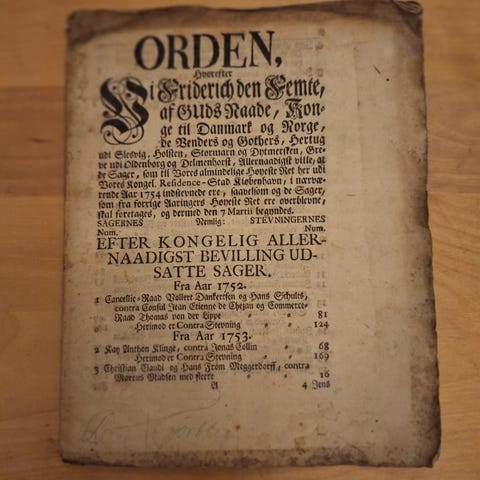 ORDEN,
Hvorefter
Vi Friderich den Femte,
af GUds Naade, Kon-
ge til Danmark og Norge,
de Venders og Gothers, Hertug
udi Slesvig, Holsten, Stormarn og Dytmersken, Gre-
ve udi Oldenborg og Delmenhorst, Allernaadigst ville, at
de Sager, som til Vores almindelige Høyeste Ret her udi
Vores Kongel. Residence-Stad Kiøbenhavn, i nærvæ-
rende Aar 1754 indstevnede ere, saavelsom og de Sager,
som fra forrige Aaringers Høyeste Ret ere overblevne,
skal foretages, og dermed den 7 Martii begyndes.
SAGERNES Nemlig: STEVNINGERNES
Num. Num.
EFTER KONGELIG ALLER-
NAADIGST BEVILLING UD-
SATTE SAGER.
Fra Aar 1752.
1 Cancellie-Raad Vollert Danckertsen og Hans Schults,
contra Consul Jean Etienne de Chezau og Commerce-
Raad Thomas von der Lippe 81
Herimod er Contra Stevning 124
Fra Aar 1753.
2 Kay Anthon Klinge, contra Jonas Collin 68
Herimod er Contra Stevning 169
3 Christian Claudi og Hans From Meggerdorff, contra
Marcus Madsen med fleere 16
A 4 Jens